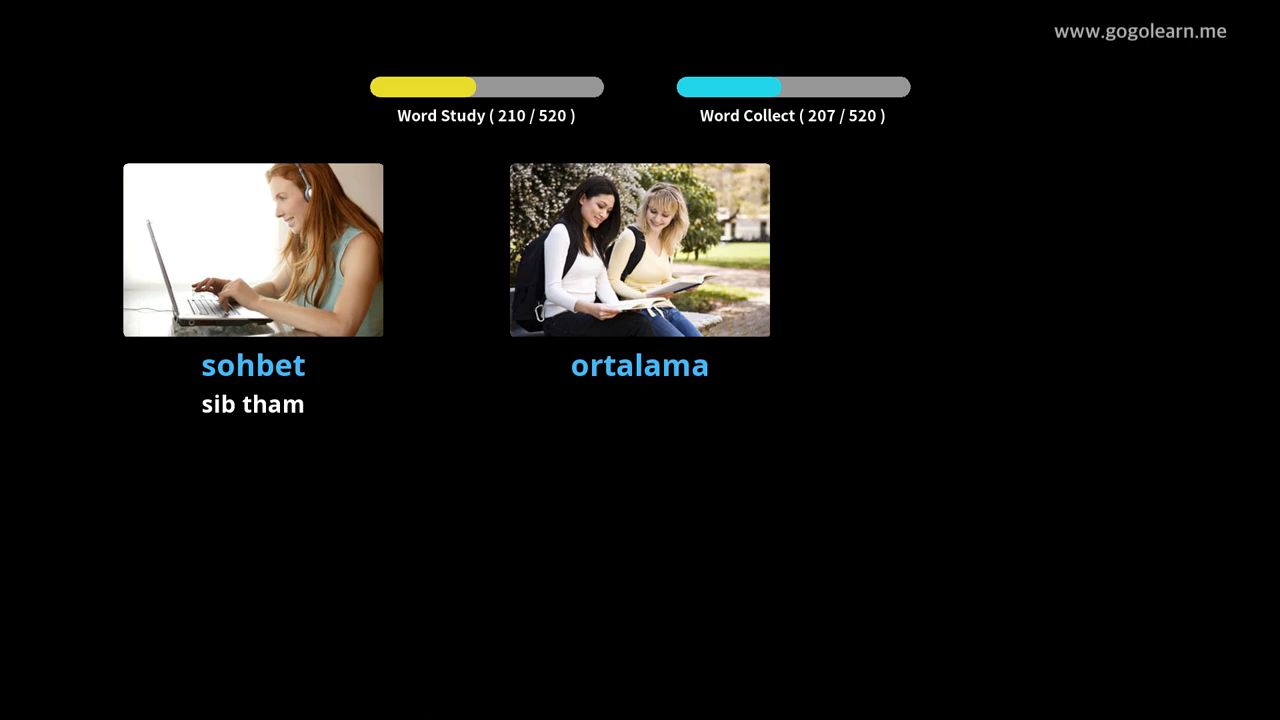 www.gogolearn.me
Word Study ( 210 / 520 )
Word Collect ( 207 / 520 )
sohbet
sib tham
ortalama